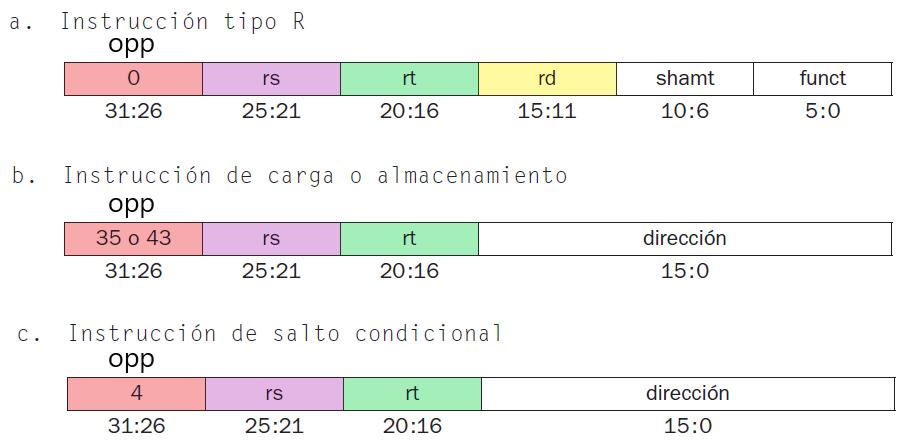 a. Instrucción tipo R
opp
0 rs rt rd shamt funct
31:26 25:21 20:16 15:11 10:6 5:0
b. Instrucción de carga o almacenamiento
opp
35 o 43 rs rt dirección
31:26 25:21 20:16 15:0
c. Instrucción de salto condicional
opp
4 rs rt dirección
31:26 25:21 20:16 15:0